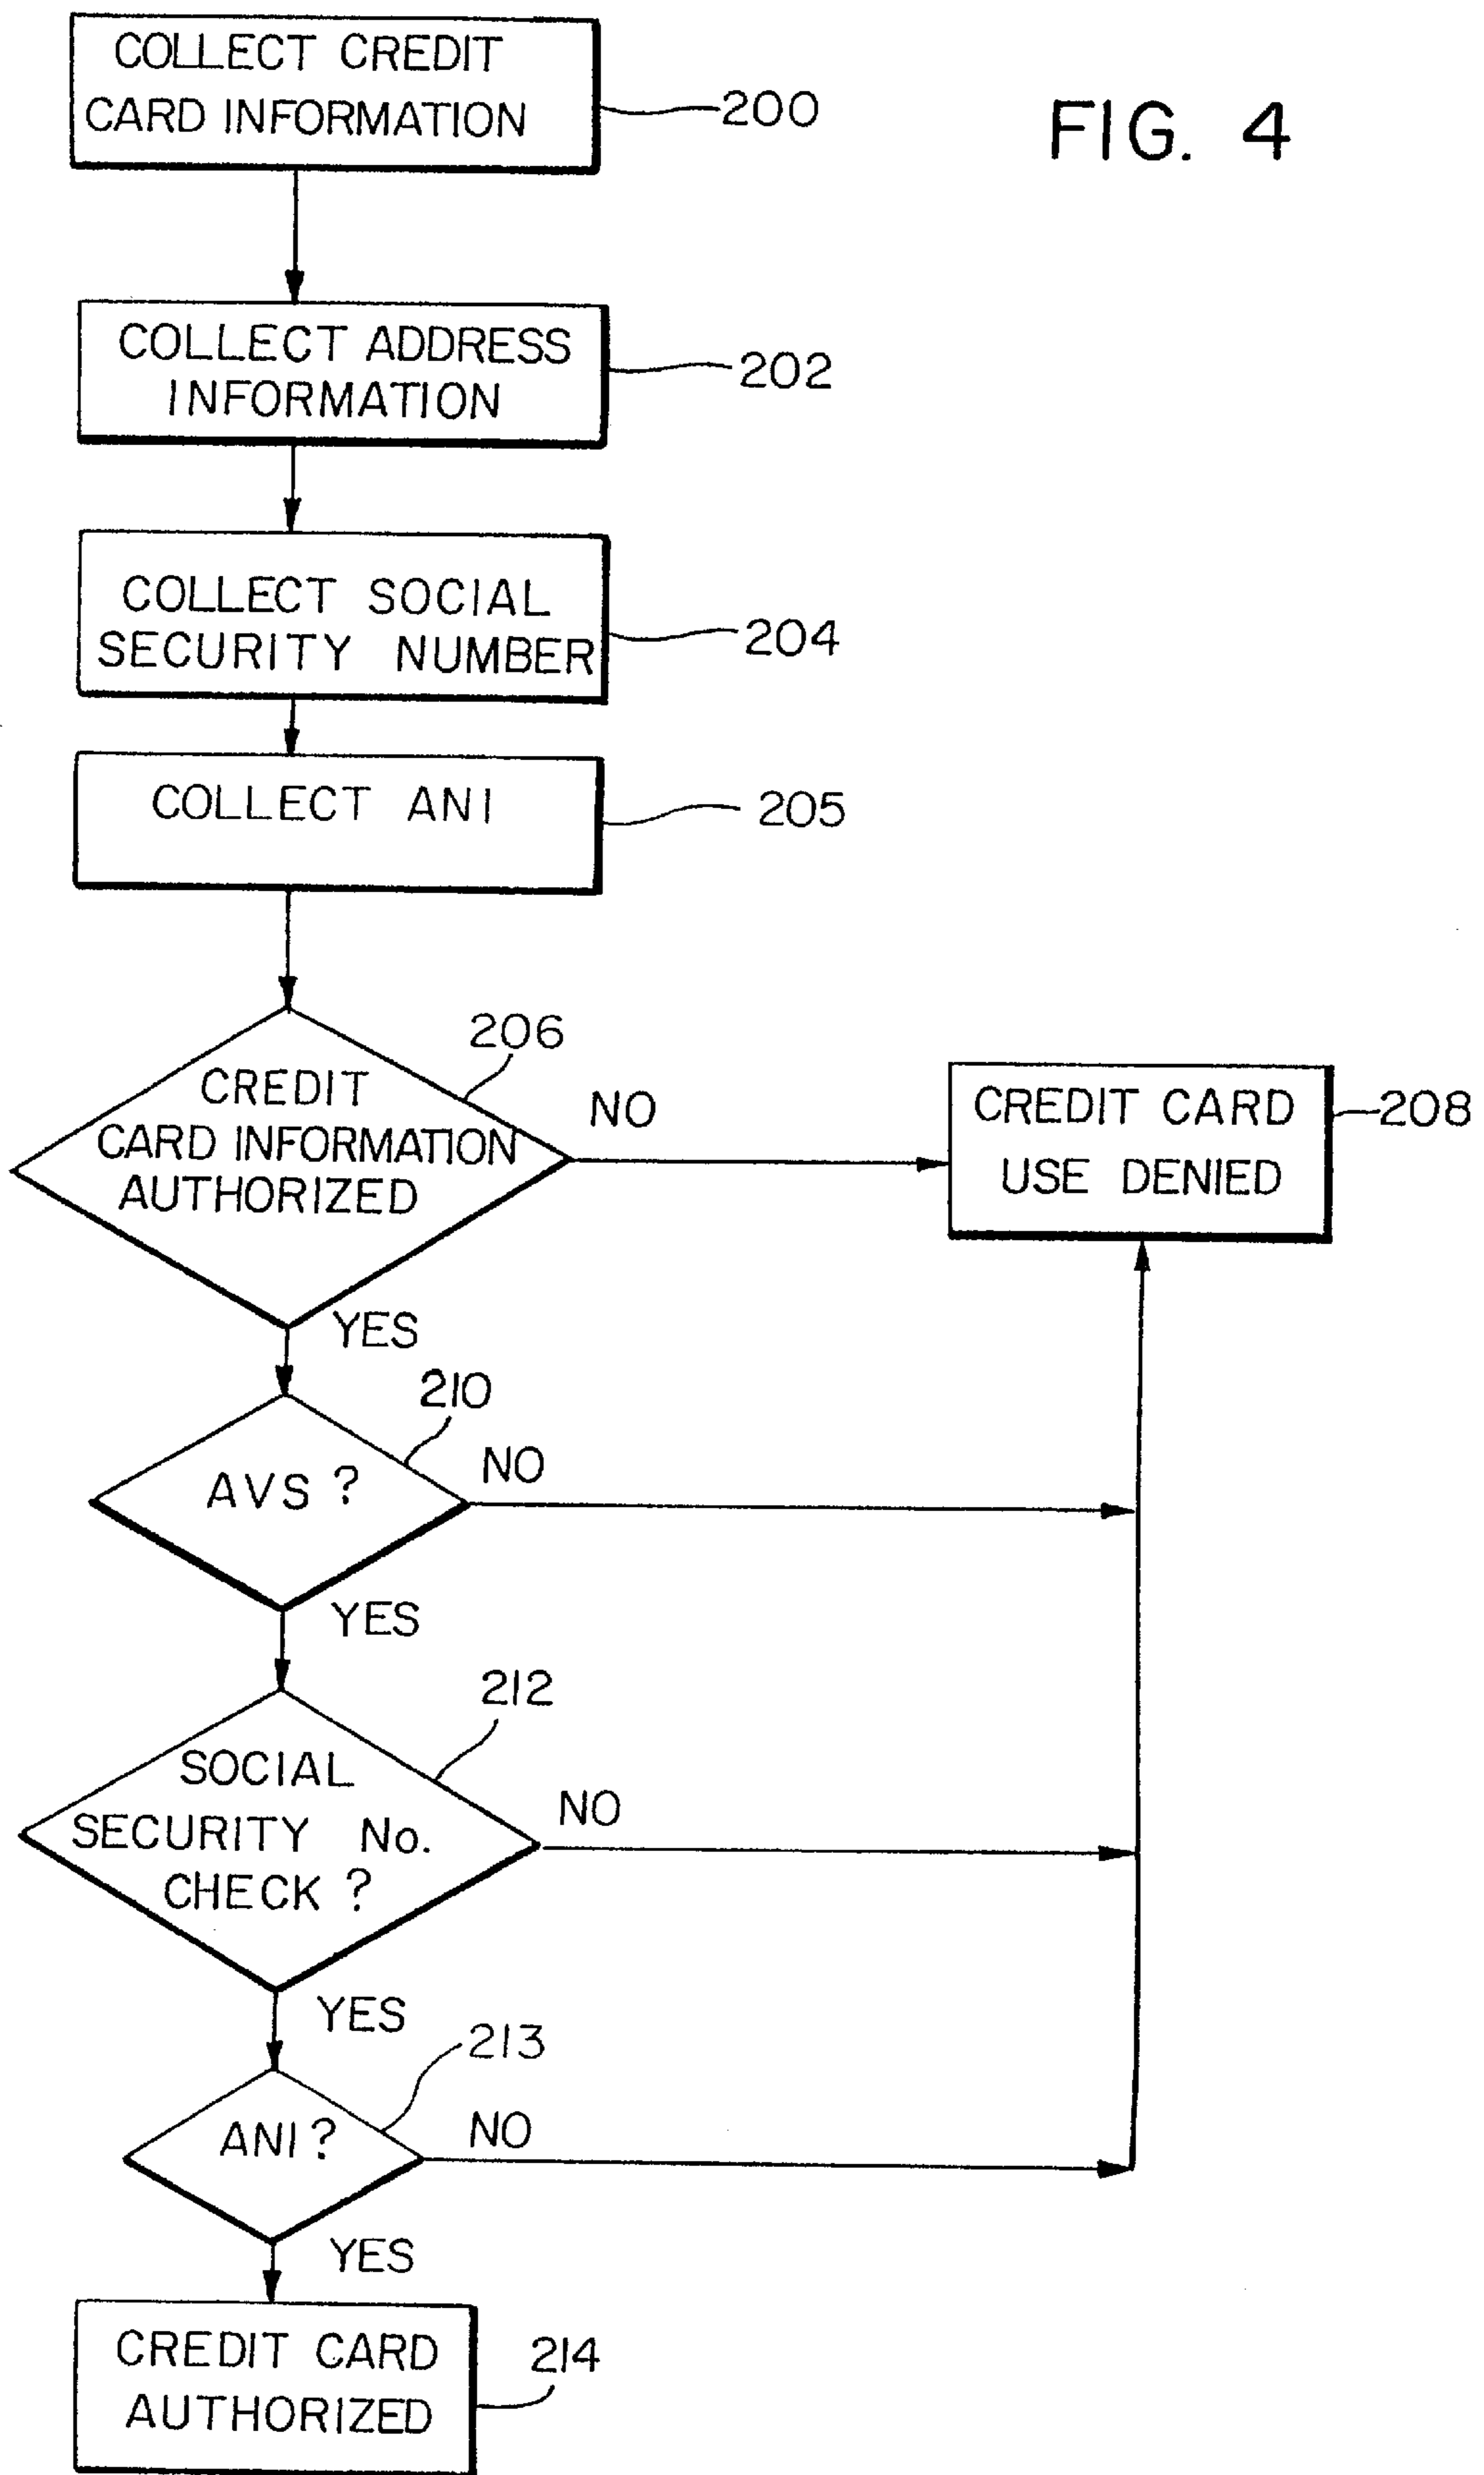 COLLECT CREDIT
CARD INFORMATION
200
FIG. 4
COLLECT ADDRESS
INFORMATION
202
COLLECT SOCIAL
SECURITY NUMBER
204
COLLECT ANI
205
206
CREDIT
CARD INFORMATION
AUTHORIZED
NO
CREDIT CARD
USE DENIED
208
YES
210
AVS ?
NO
YES
212
SOCIAL
SECURITY No.
CHECK ?
NO
YES
213
ANI ?
NO
YES
CREDIT CARD
AUTHORIZED
214